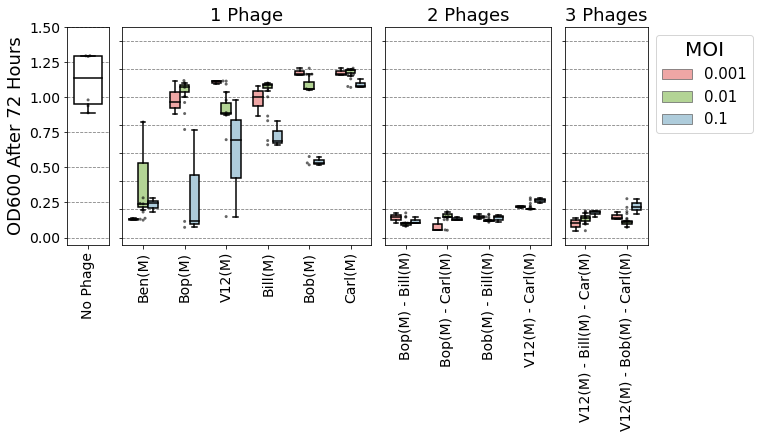 1 Phage
2 Phages
3 Phages
OD600 After 72 Hours
1.50
1.25
1.00
0.75
0.50
0.25
0.00
No Phage
Ben(M)
Bop(M)
V12(M)
Bill(M)
Bob(M)
Carl(M)
Bop(M) - Bill(M)
Bop(M) - Carl(M)
Bob(M) - Bill(M)
V12(M) - Carl(M)
V12(M) - Bill(M) - Car(M)
V12(M) - Bob(M) - Carl(M)
MOI
0.001
0.01
0.1